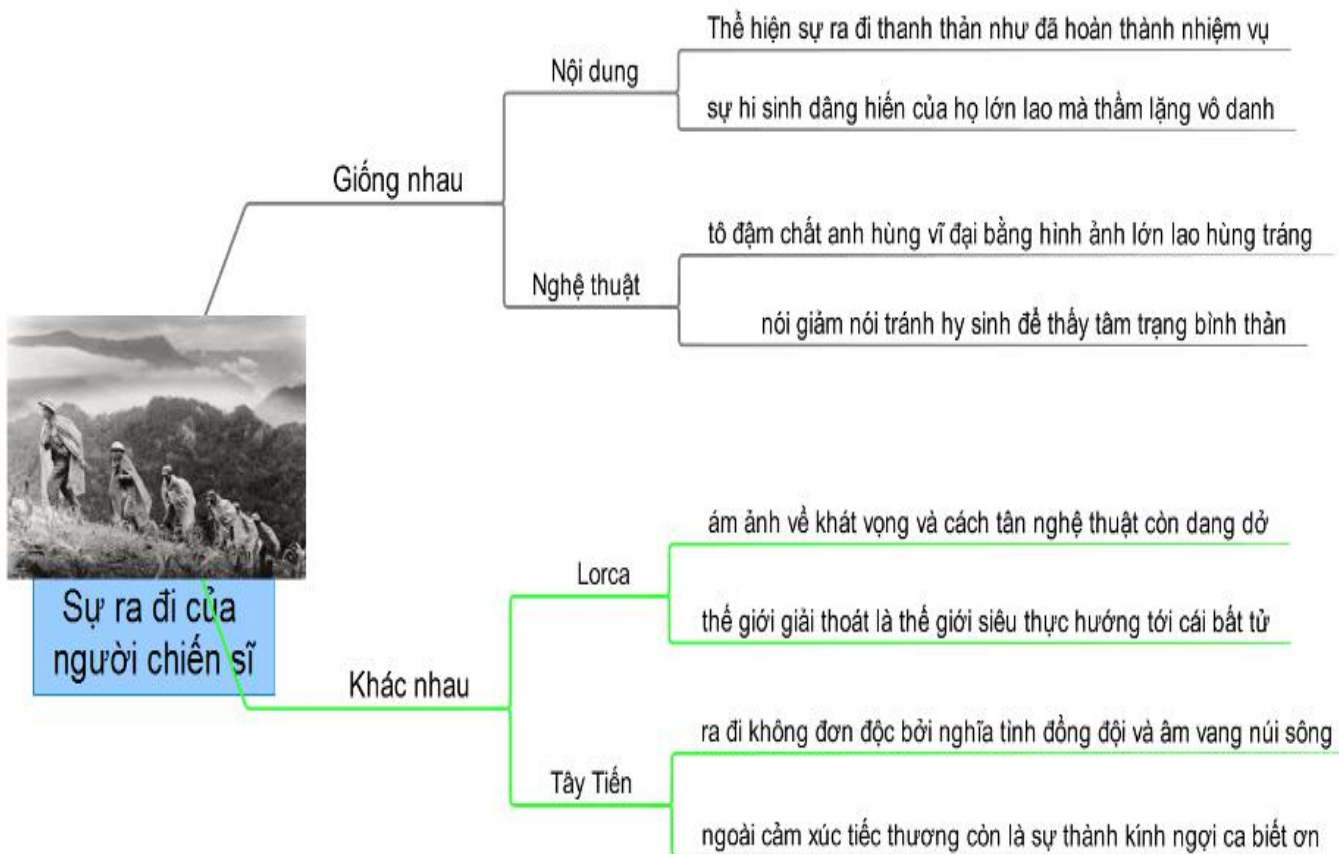 Sự ra đi của
người chiến sĩ
Giống nhau
Nội dung
Thể hiện sự ra đi thanh thản như đã hoàn thành nhiệm vụ
sự hi sinh dâng hiến của họ lớn lao mà thầm lặng vô danh
Nghệ thuật
tô đậm chất anh hùng vĩ đại bằng hình ảnh lớn lao hùng tráng
nói giảm nói tránh hy sinh để thấy tâm trạng bình thản
Khác nhau
Lorca
ám ảnh về khát vọng và cách tân nghệ thuật còn dang dở
thế giới giải thoát là thế giới siêu thực hướng tới cái bất tử
Tây Tiến
ra đi không đơn độc bởi nghĩa tình đồng đội và âm vang núi sông
ngoài cảm xúc tiếc thương còn là sự thành kính ngợi ca biết ơn